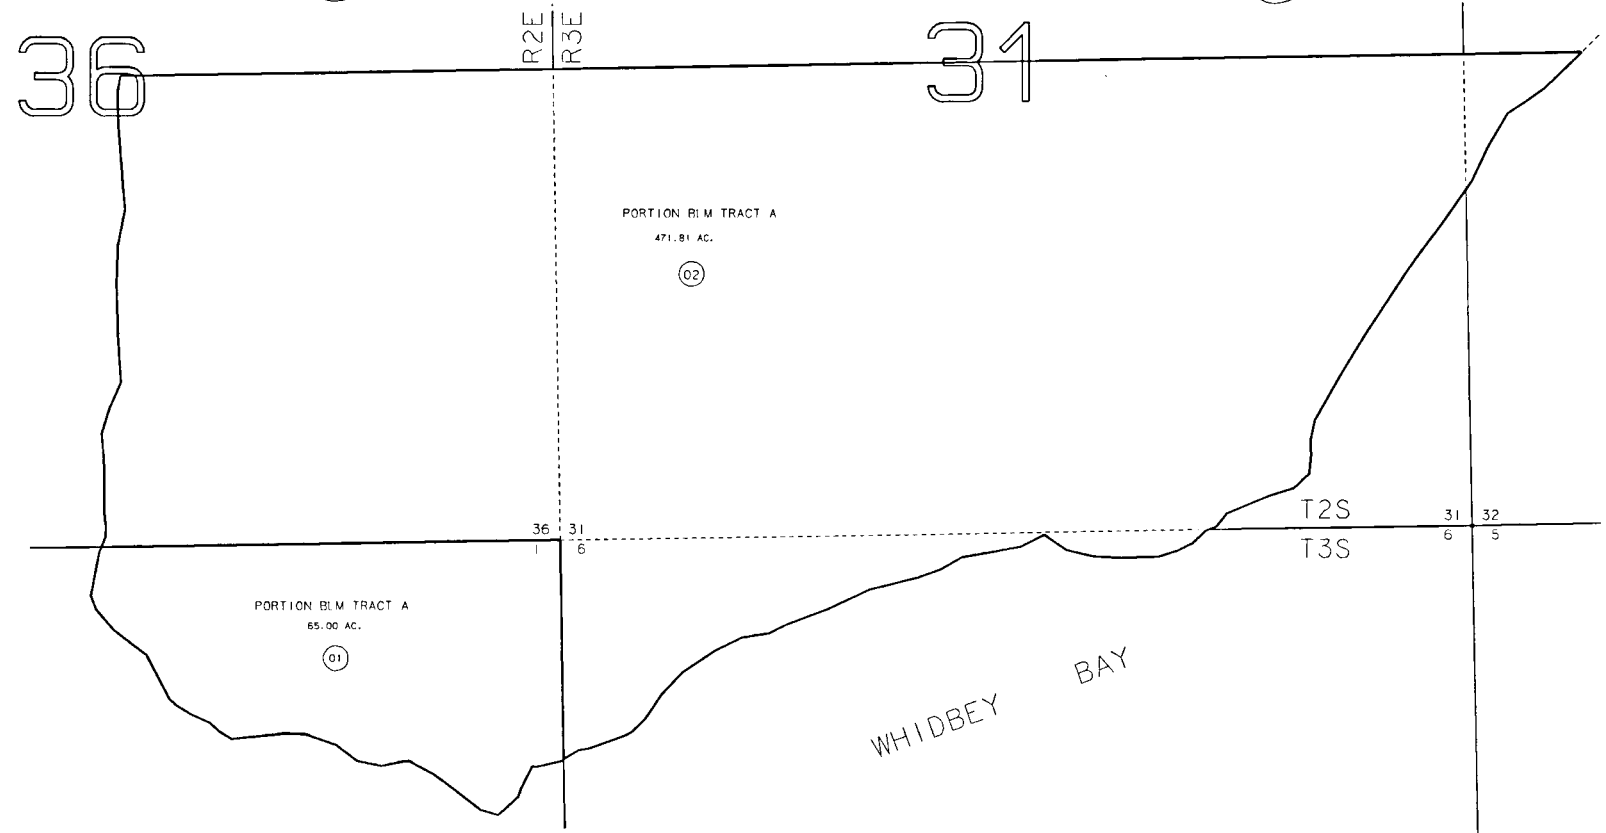 R2E
R3E
36
31
PORTION BLM TRACT A
471.81 AC.
02
T2S
36 31
31 32
1 6
6 5
T3S
PORTION BLM TRACT A
65.00 AC.
01
WHIDBEY BAY